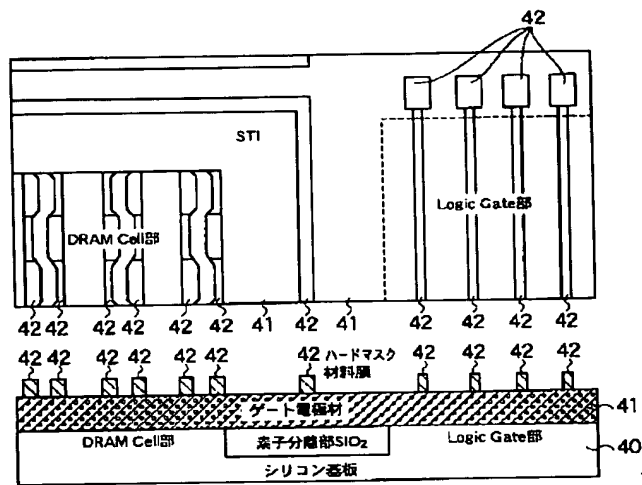 42
STI
DRAM Cell部
Logic Gate部
42 42 42 42 42 42 41 42 41 42 42 42 42
42 42 42 42 42 42 42 ハードマスク 42 42 42 42
材料膜
ゲート電極材
41
DRAM Cell部
素子分離部SIO₂
Logic Gate部
40
シリコン基板